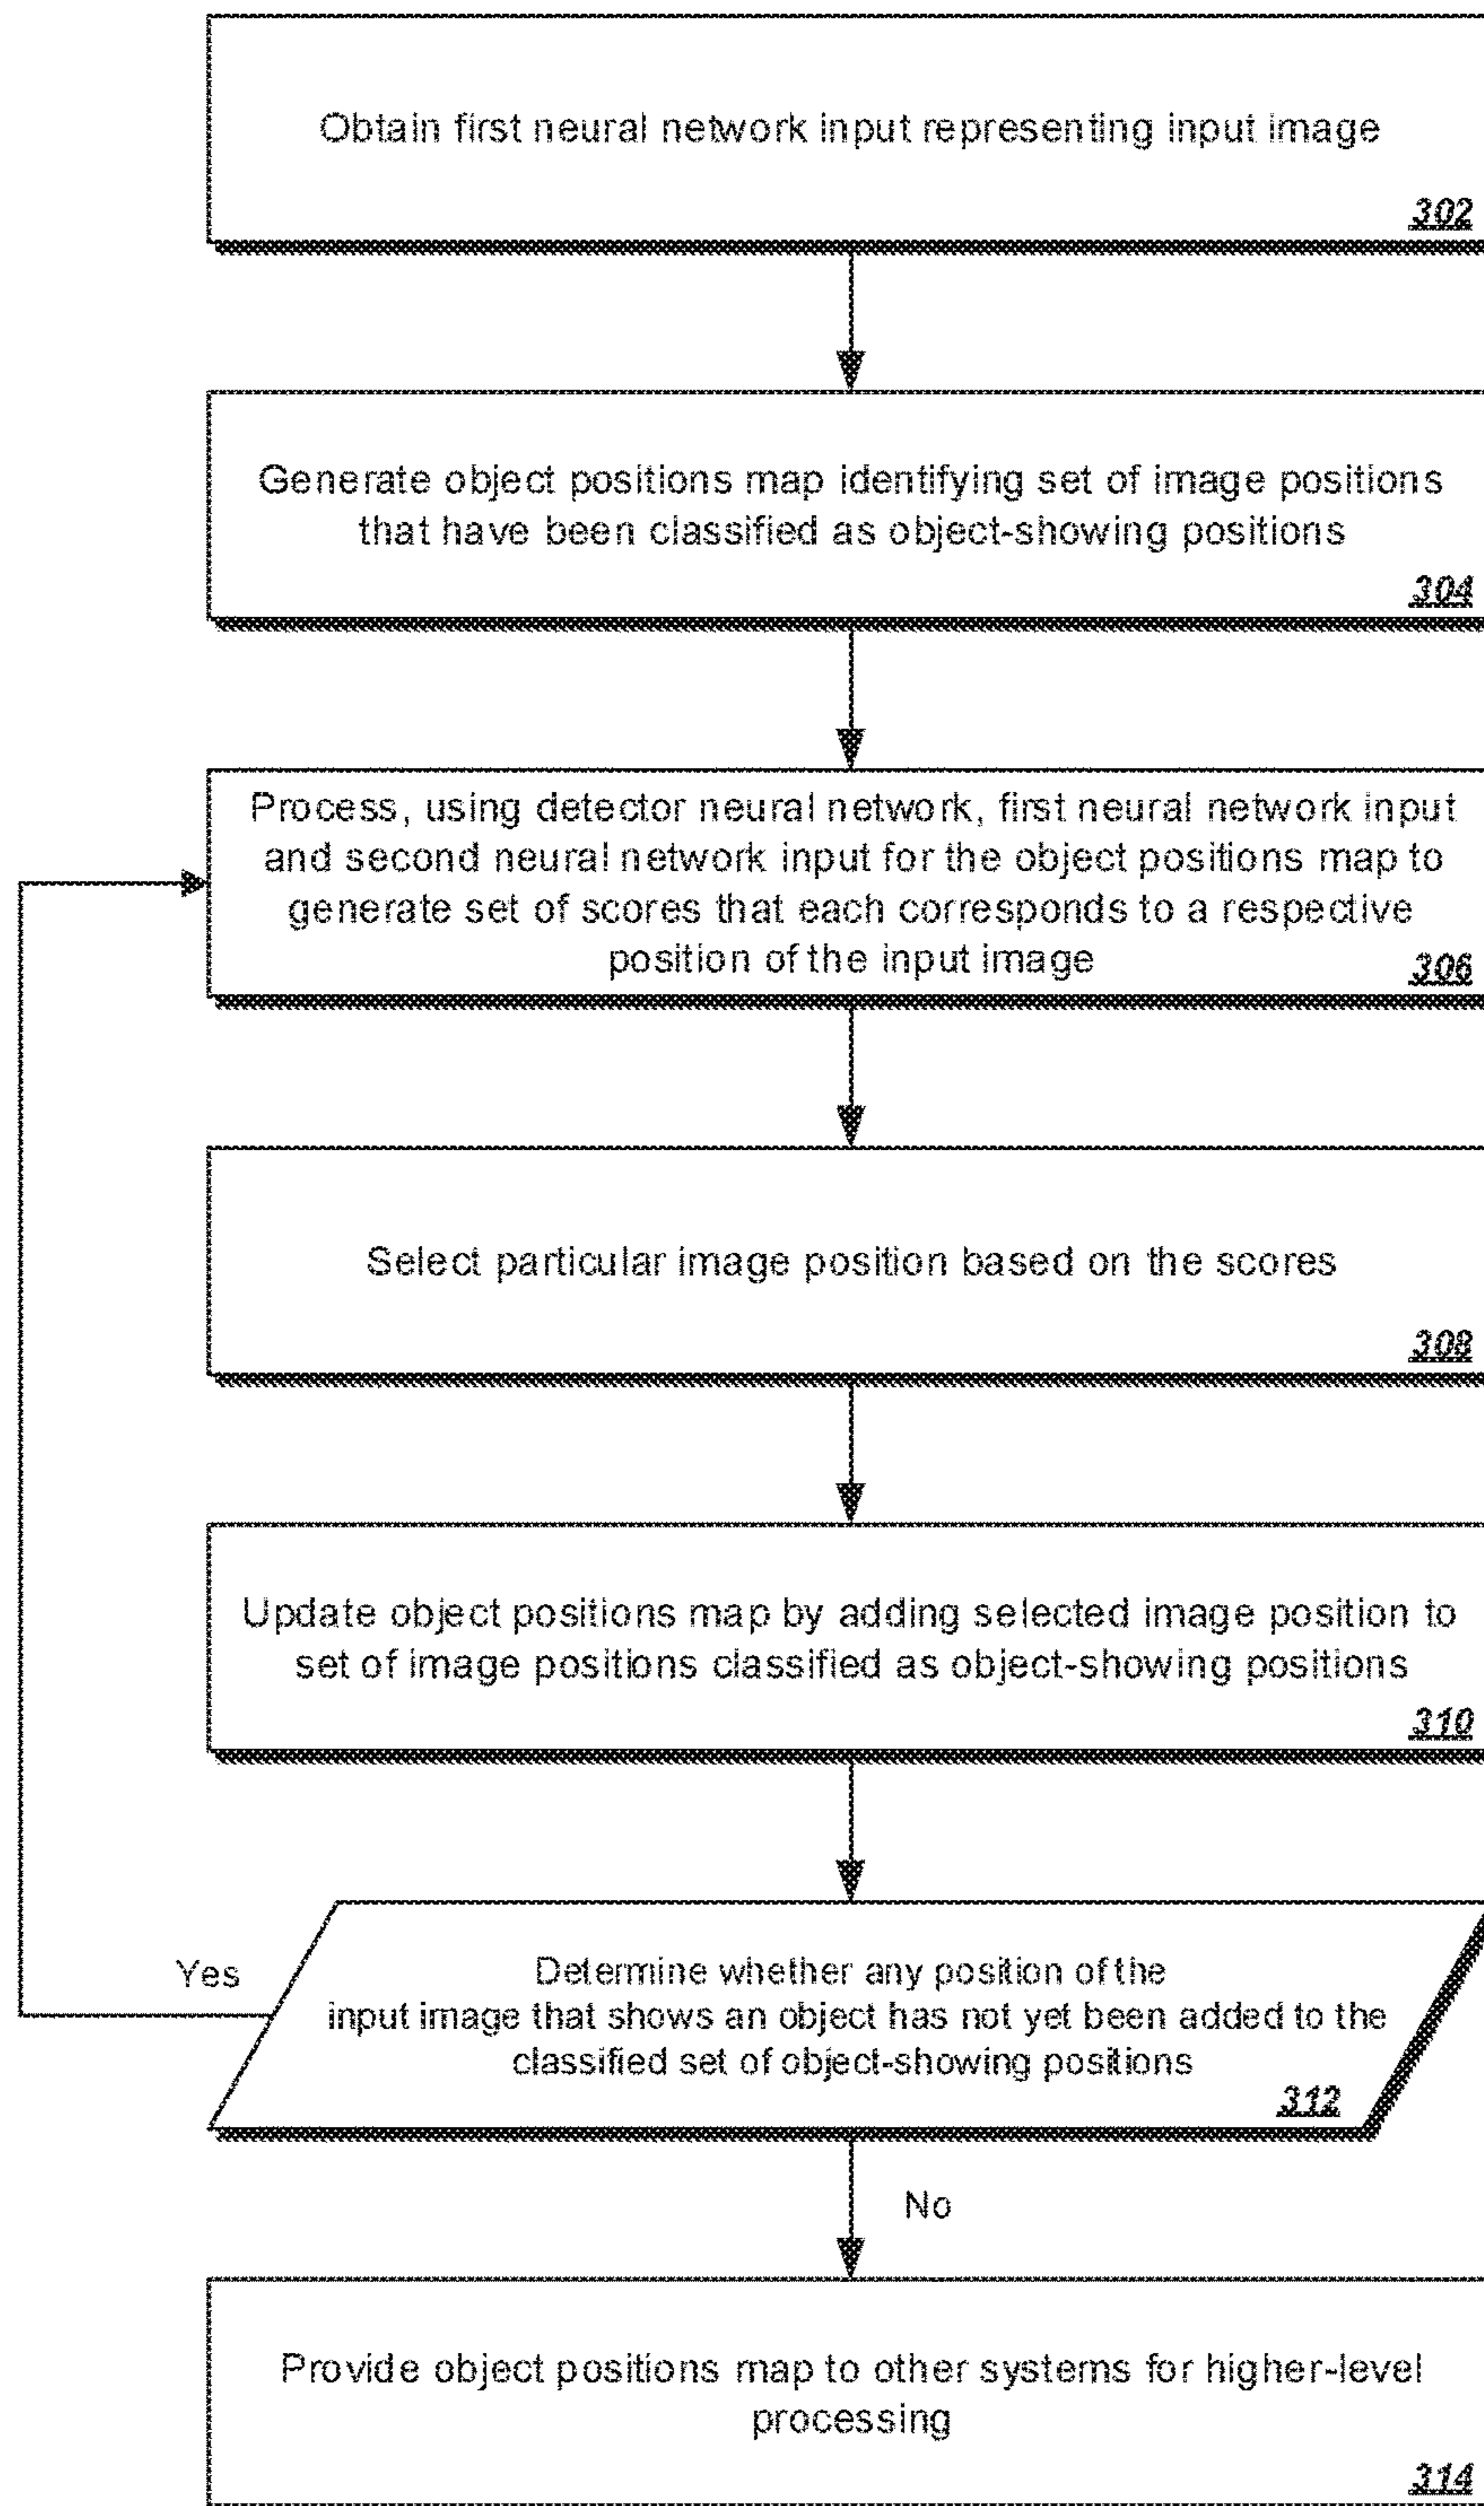 Obtain first neural network input representing input image
302
Generate object positions map identifying set of image positions
that have been classified as object-showing positions
304
Process, using detector neural network, first neural network input
and second neural network input for the object positions map to
generate set of scores that each corresponds to a respective
position of the input image
306
Select particular image position based on the scores
308
Update object positions map by adding selected image position to
set of image positions classified as object-showing positions
310
Yes
Determine whether any position of the
input image that shows an object has not yet been added to the
classified set of object-showing positions
312
No
Provide object positions map to other systems for higher-level
processing
314